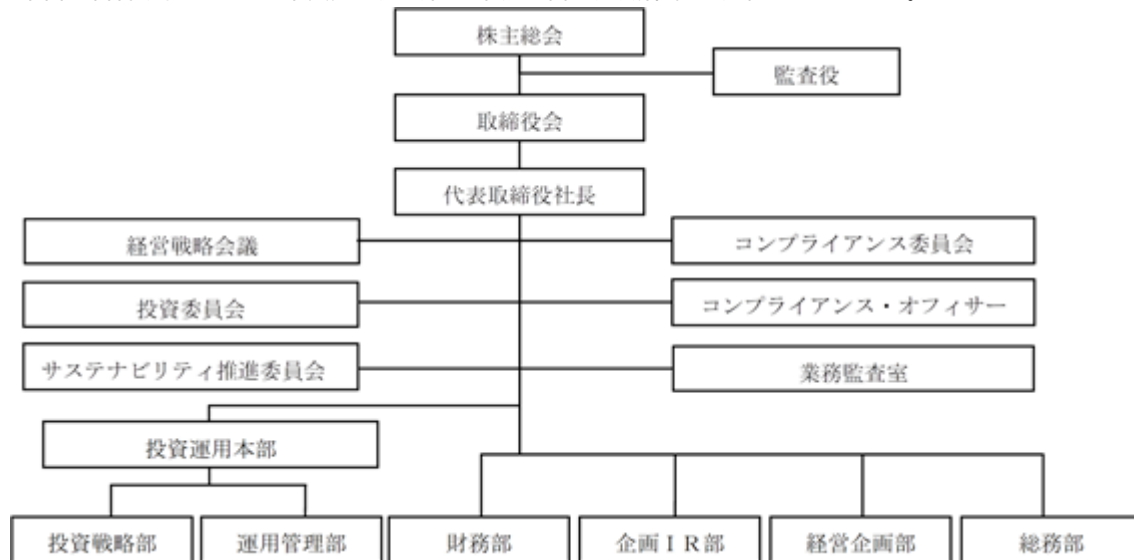 株主総会
監査役
取締役会
代表取締役社長
経営戦略会議
コンプライアンス委員会
投資委員会
コンプライアンス・オフィサー
サステナビリティ推進委員会
業務監査室
投資運用本部
投資戦略部
運用管理部
財務部
企画ＩＲ部
経営企画部
総務部